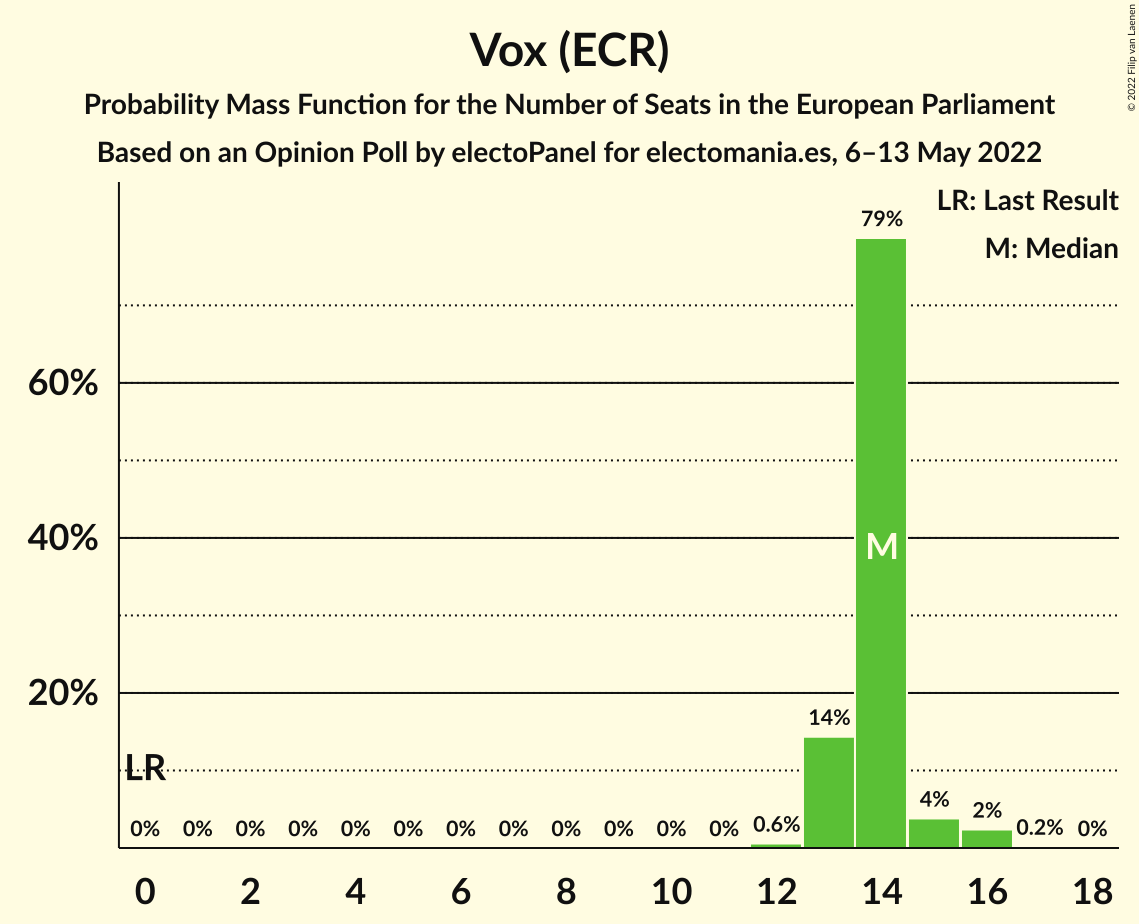 Vox (ECR)
Probability Mass Function for the Number of Seats in the European Parliament
Based on an Opinion Poll by electoPanel for electomania.es, 6–13 May 2022
© 2022 Filip van Laenen
LR: Last Result
M: Median
79%
60%
40%
M
20%
14%
LR
4%
2%
0% 0% 0% 0% 0% 0% 0% 0% 0% 0% 0% 0% 0.6% 0.2% 0%
0 2 4 6 8 10 12 14 16 18